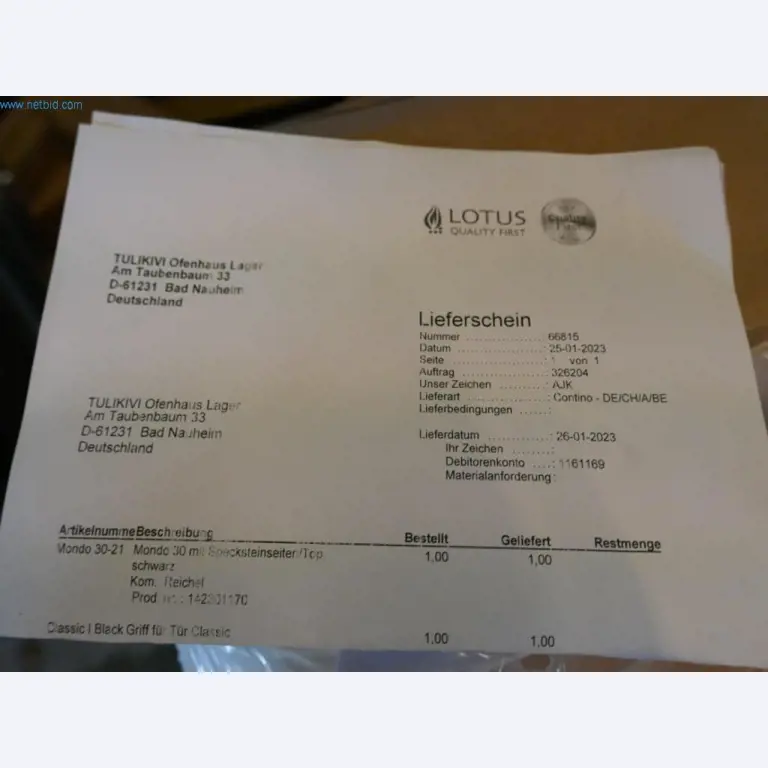 www.netbid.com
LOTUS
QUALITY FIRST
TULIKIVI Ofenhaus Lager
Am Taubenbaum 33
D-61231 Bad Nauheim
Deutschland
Lieferschein
Nummer ..................: 66815
Datum ..................: 25-01-2023
Seite ..................: 1 von 1
Auftrag ..................: 326204
Unser Zeichen .........: AJK
Lieferart ..................: Contino - DE/CH/A/BE
Lieferbedingungen ......:
TULIKIVI Ofenhaus Lager
Am Taubenbaum 33
D-61231 Bad Nauheim
Deutschland
Lieferdatum ............: 26-01-2023
Ihr Zeichen ........:
Debitorenkonto ....: 1161169
Materialanforderung:
Artikelnumme Beschreibung Bestellt Geliefert Restmenge
Mondo 30-21 Mondo 30 mit Specksteinseiten/Top 1,00 1,00
schwarz
Kom. Reichel
Prod
Classic I Black Griff für Tür Classic 1,00 1,00